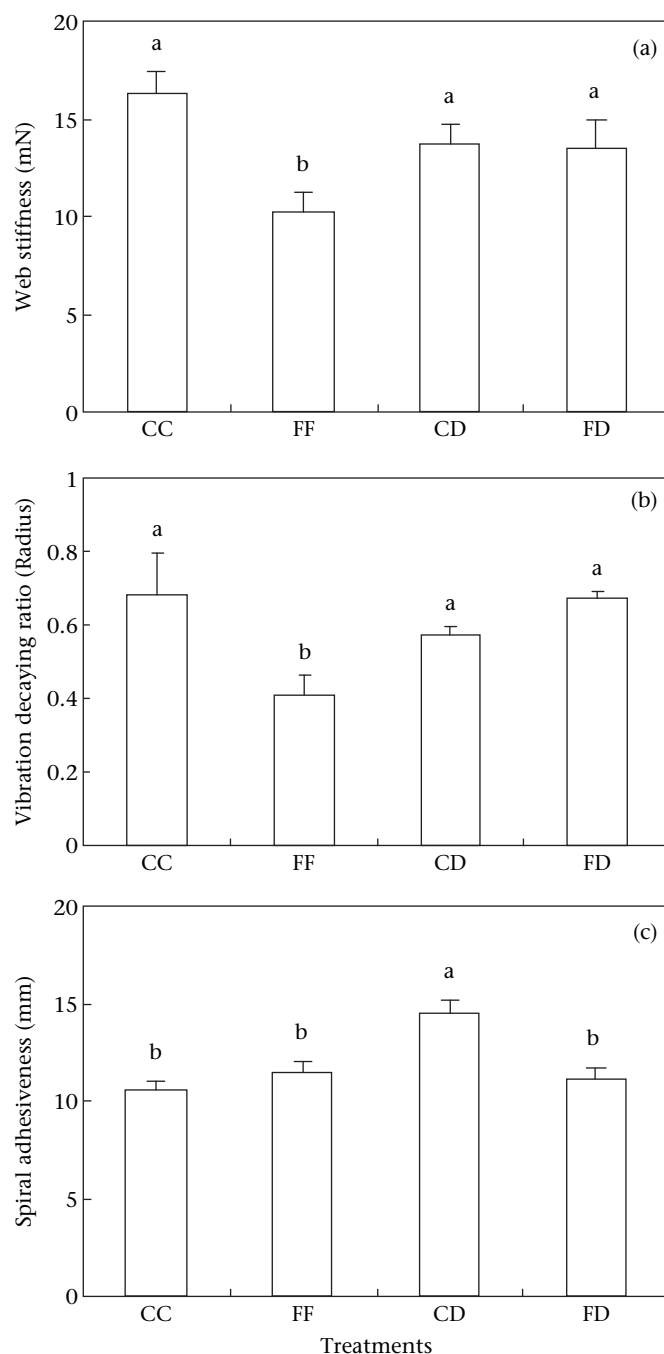 20
a
(a)
a
a
15
b
10
5
0
Web stiffness (mN)
CC FF CD FD
1
(b)
a
0.8
a
a
0.6
b
0.4
0.2
0
Vibration decaying ratio (Radius)
CC FF CD FD
20
(c)
a
15
b b b
10
5
0
Spiral adhesiveness (mm)
CC FF CD FD
Treatments